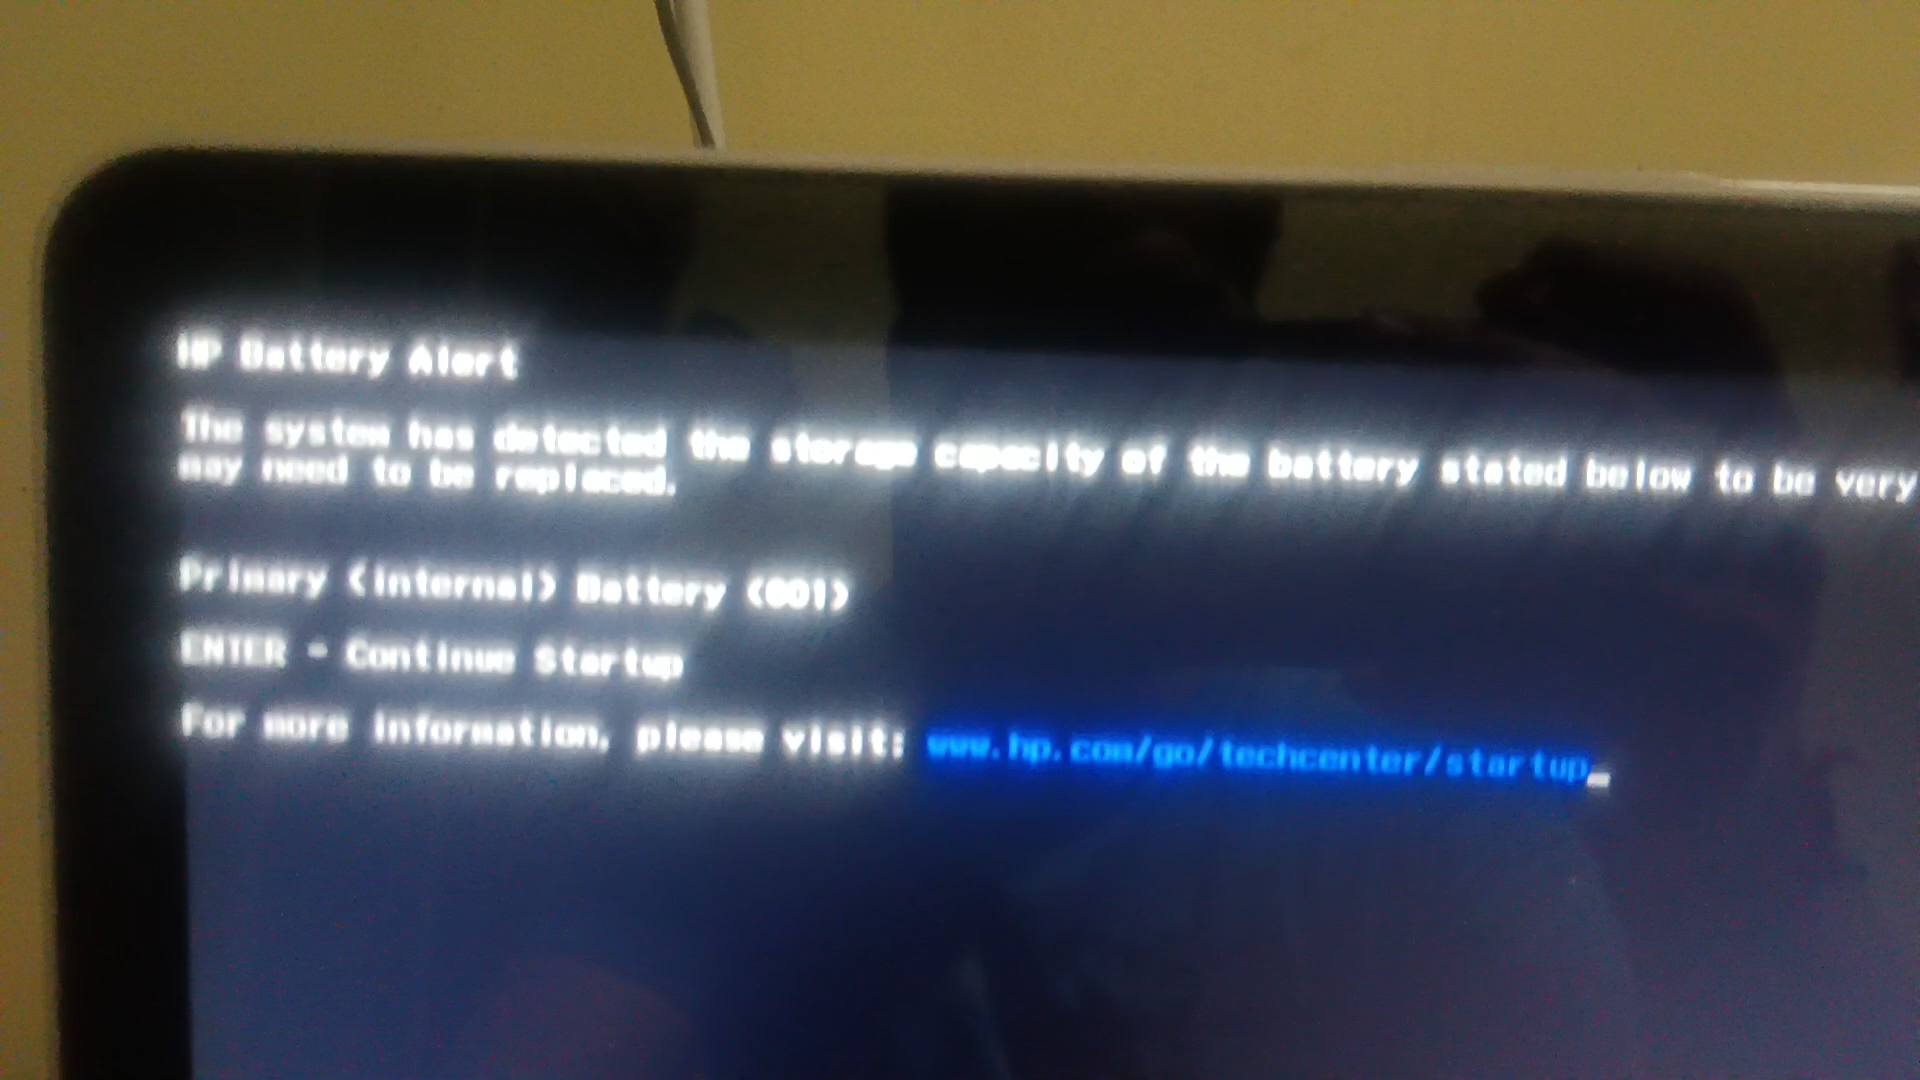 HP Battery Alert
The system has detected the storage capacity of the battery stated below to be very
may need to be replaced.
Primary (internal) Battery (601)
ENTER - Continue Startup
For more information, please visit: www.hp.com/go/techcenter/startup